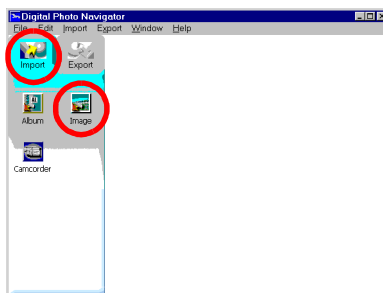 Digital Photo Navigator
File Edit Import Export Window Help
Import Export
Album Image
Camcorder